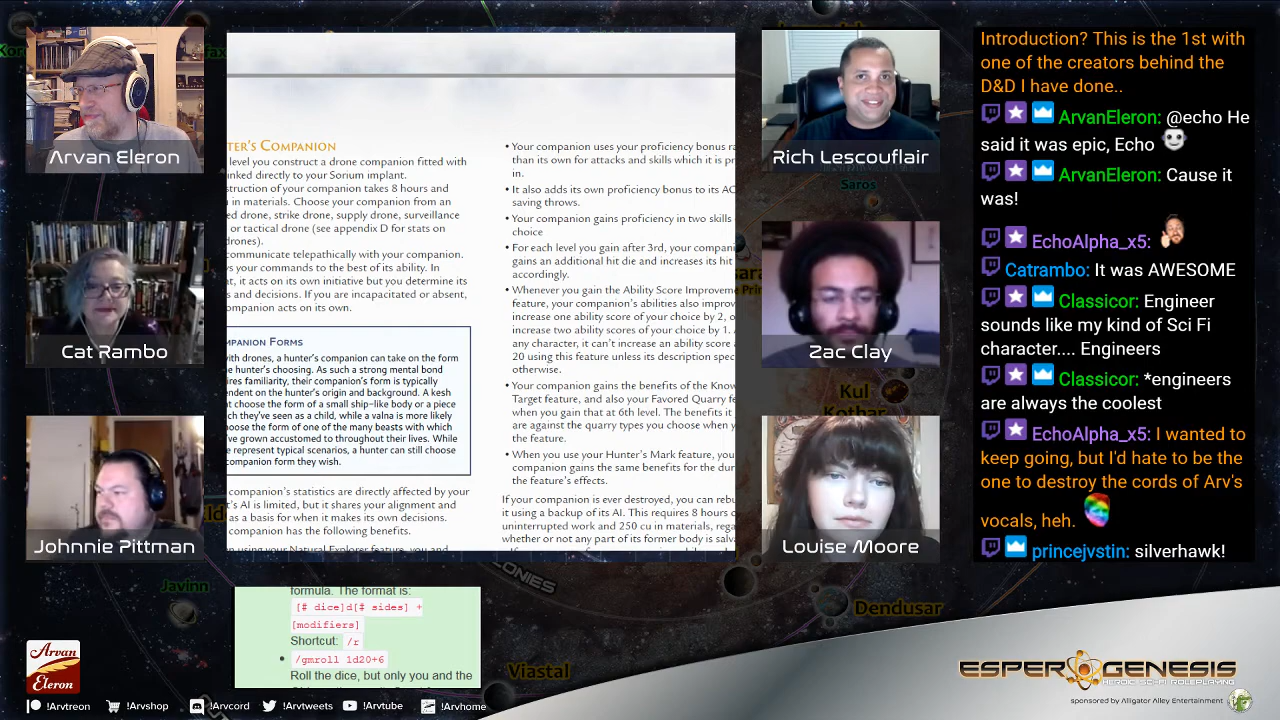 Arvan Eleron
Cat Rambo
Johnnie Pittman
TER'S COMPANION
level you construct a drone companion fitted with
inked directly to your Sorium implant.
struction of your companion takes 8 hours and
u in materials. Choose your companion from an
ed drone, strike drone, supply drone, surveillance
or tactical drone (see appendix D for stats on
drones).
communicate telepathically with your companion.
ys your commands to the best of its ability. In
at, it acts on its own initiative but you determine its
s and decisions. If you are incapacitated or absent,
ompanion acts on its own.
MPANION FORMS
with drones, a hunter's companion can take on the form
e hunter's choosing. As such a strong mental bond
ires familiarity, their companion's form is typically
endent on the hunter's origin and background. A kesh
t choose the form of a small ship-like body or a piece
ch they've seen as a child, while a valna is more likely
oose the form of one of the many beasts with which
've grown accustomed to throughout their lives. While
e represent typical scenarios, a hunter can still choose
ompanion form they wish.
companion's statistics are directly affected by your
t's AI is limited, but it shares your alignment and
as a basis for when it makes its own decisions.
companion has the following benefits.
n using your Natural Explorer feature, you and
• Your companion uses your proficiency bonus ra
than its own for attacks and skills which it is pr
in.
• It also adds its own proficiency bonus to its AC
saving throws.
• Your companion gains proficiency in two skills
choice
• For each level you gain after 3rd, your compani
gains an additional hit die and increases its hit
accordingly.
• Whenever you gain the Ability Score Improveme
feature, your companion's abilities also improv
increase one ability score of your choice by 2, o
increase two ability scores of your choice by 1.
any character, it can't increase an ability score
20 using this feature unless its description spec
otherwise.
• Your companion gains the benefits of the Know
Target feature, and also your Favored Quarry fe
when you gain that at 6th level. The benefits it
are against the quarry types you choose when y
the feature.
• When you use your Hunter's Mark feature, you
companion gains the same benefits for the dur
the feature's effects.
If your companion is ever destroyed, you can rebu
it using a backup of its AI. This requires 8 hours o
uninterrupted work and 250 cu in materials, rega
whether or not any part of its former body is salva
Rich Lescouflair
Saros
Zac Clay
Kul
Kothar
Louise Moore
Introduction? This is the 1st with
one of the creators behind the
D&D I have done..
ArvanEleron: @echo He
said it was epic, Echo
ArvanEleron: Cause it
was!
EchoAlpha_x5:
Catrambo: It was AWESOME
Classicor: Engineer
sounds like my kind of Sci Fi
character.... Engineers
Classicor: *engineers
are always the coolest
EchoAlpha_x5: I wanted to
keep going, but I'd hate to be the
one to destroy the cords of Arv's
vocals, heh.
princejvstin: silverhawk!
Javinn
LONIES
Dendusar
Viastal
formula. The format is:
[# dice]d[# sides] +
[modifiers]
Shortcut: /r
• /gmroll 1d20+6
Roll the dice, but only you and the
Arvan
Eleron
!Arvtreon
!Arvshop
!Arvcord
!Arvtweets
!Arvtube
!Arvhome
ESPER GENESIS
HEROIC SCI-FI ROLEPLAYING
sponsored by Alligator Alley Entertainment